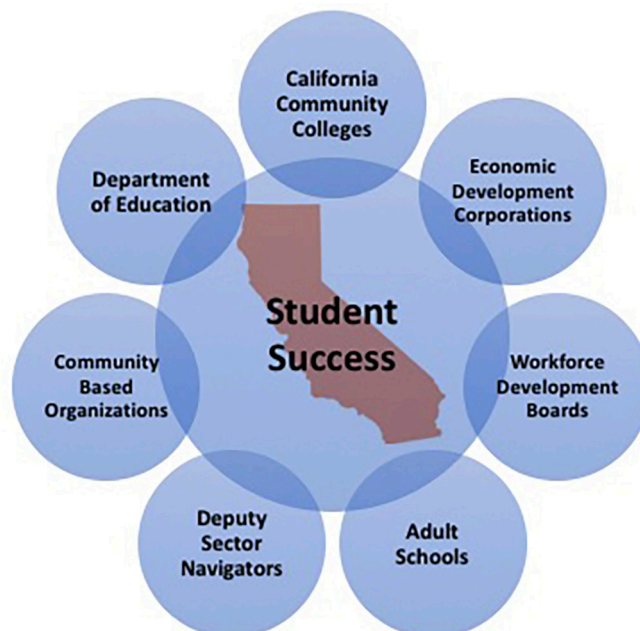 California
Community
Colleges
Economic
Development
Corporations
Workforce
Development
Boards
Adult
Schools
Deputy
Sector
Navigators
Community
Based
Organizations
Department
of Education
Student
Success